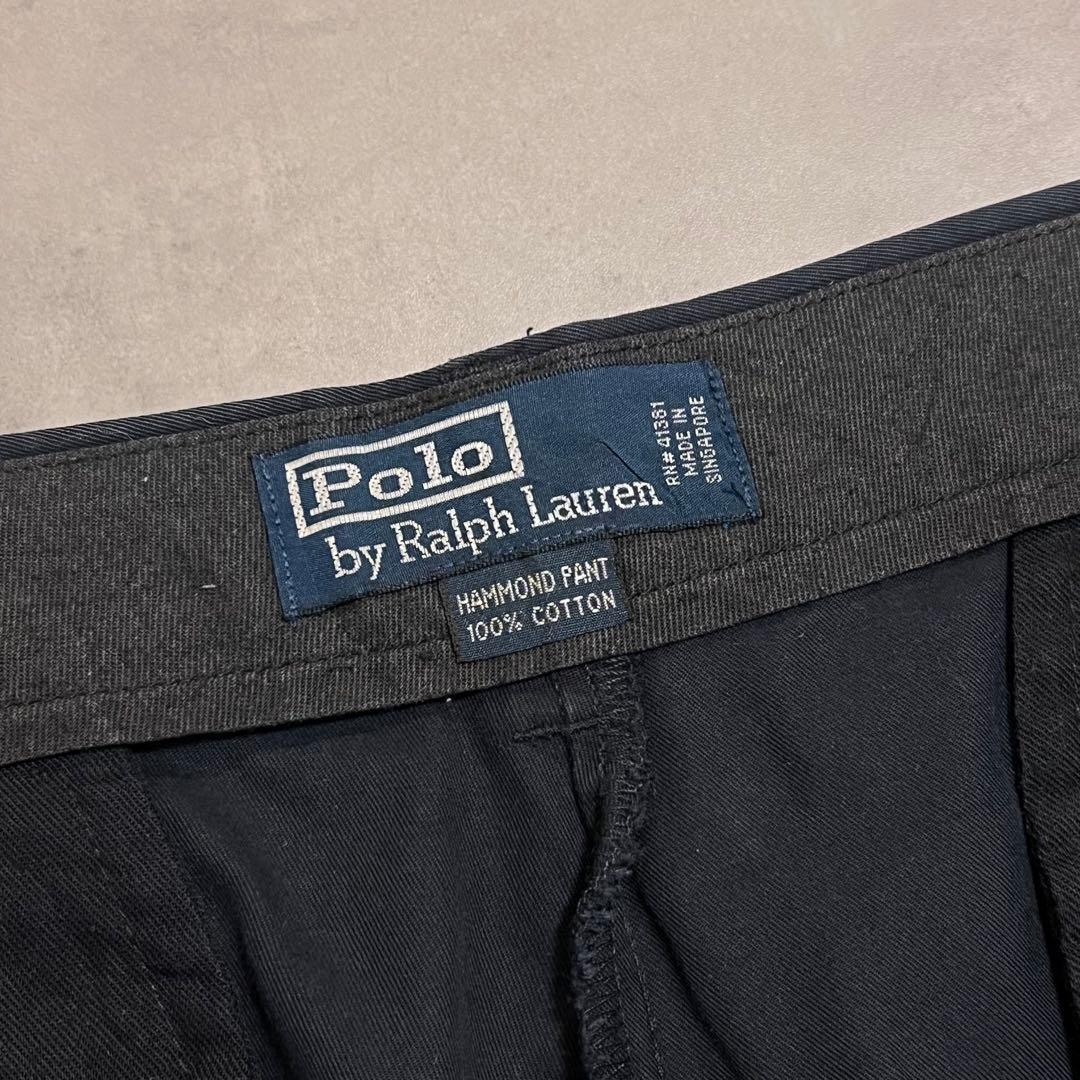 Polo
by Ralph Lauren
RN# 41381
MADE IN
SINGAPORE
HAMMOND PANT
100% COTTON